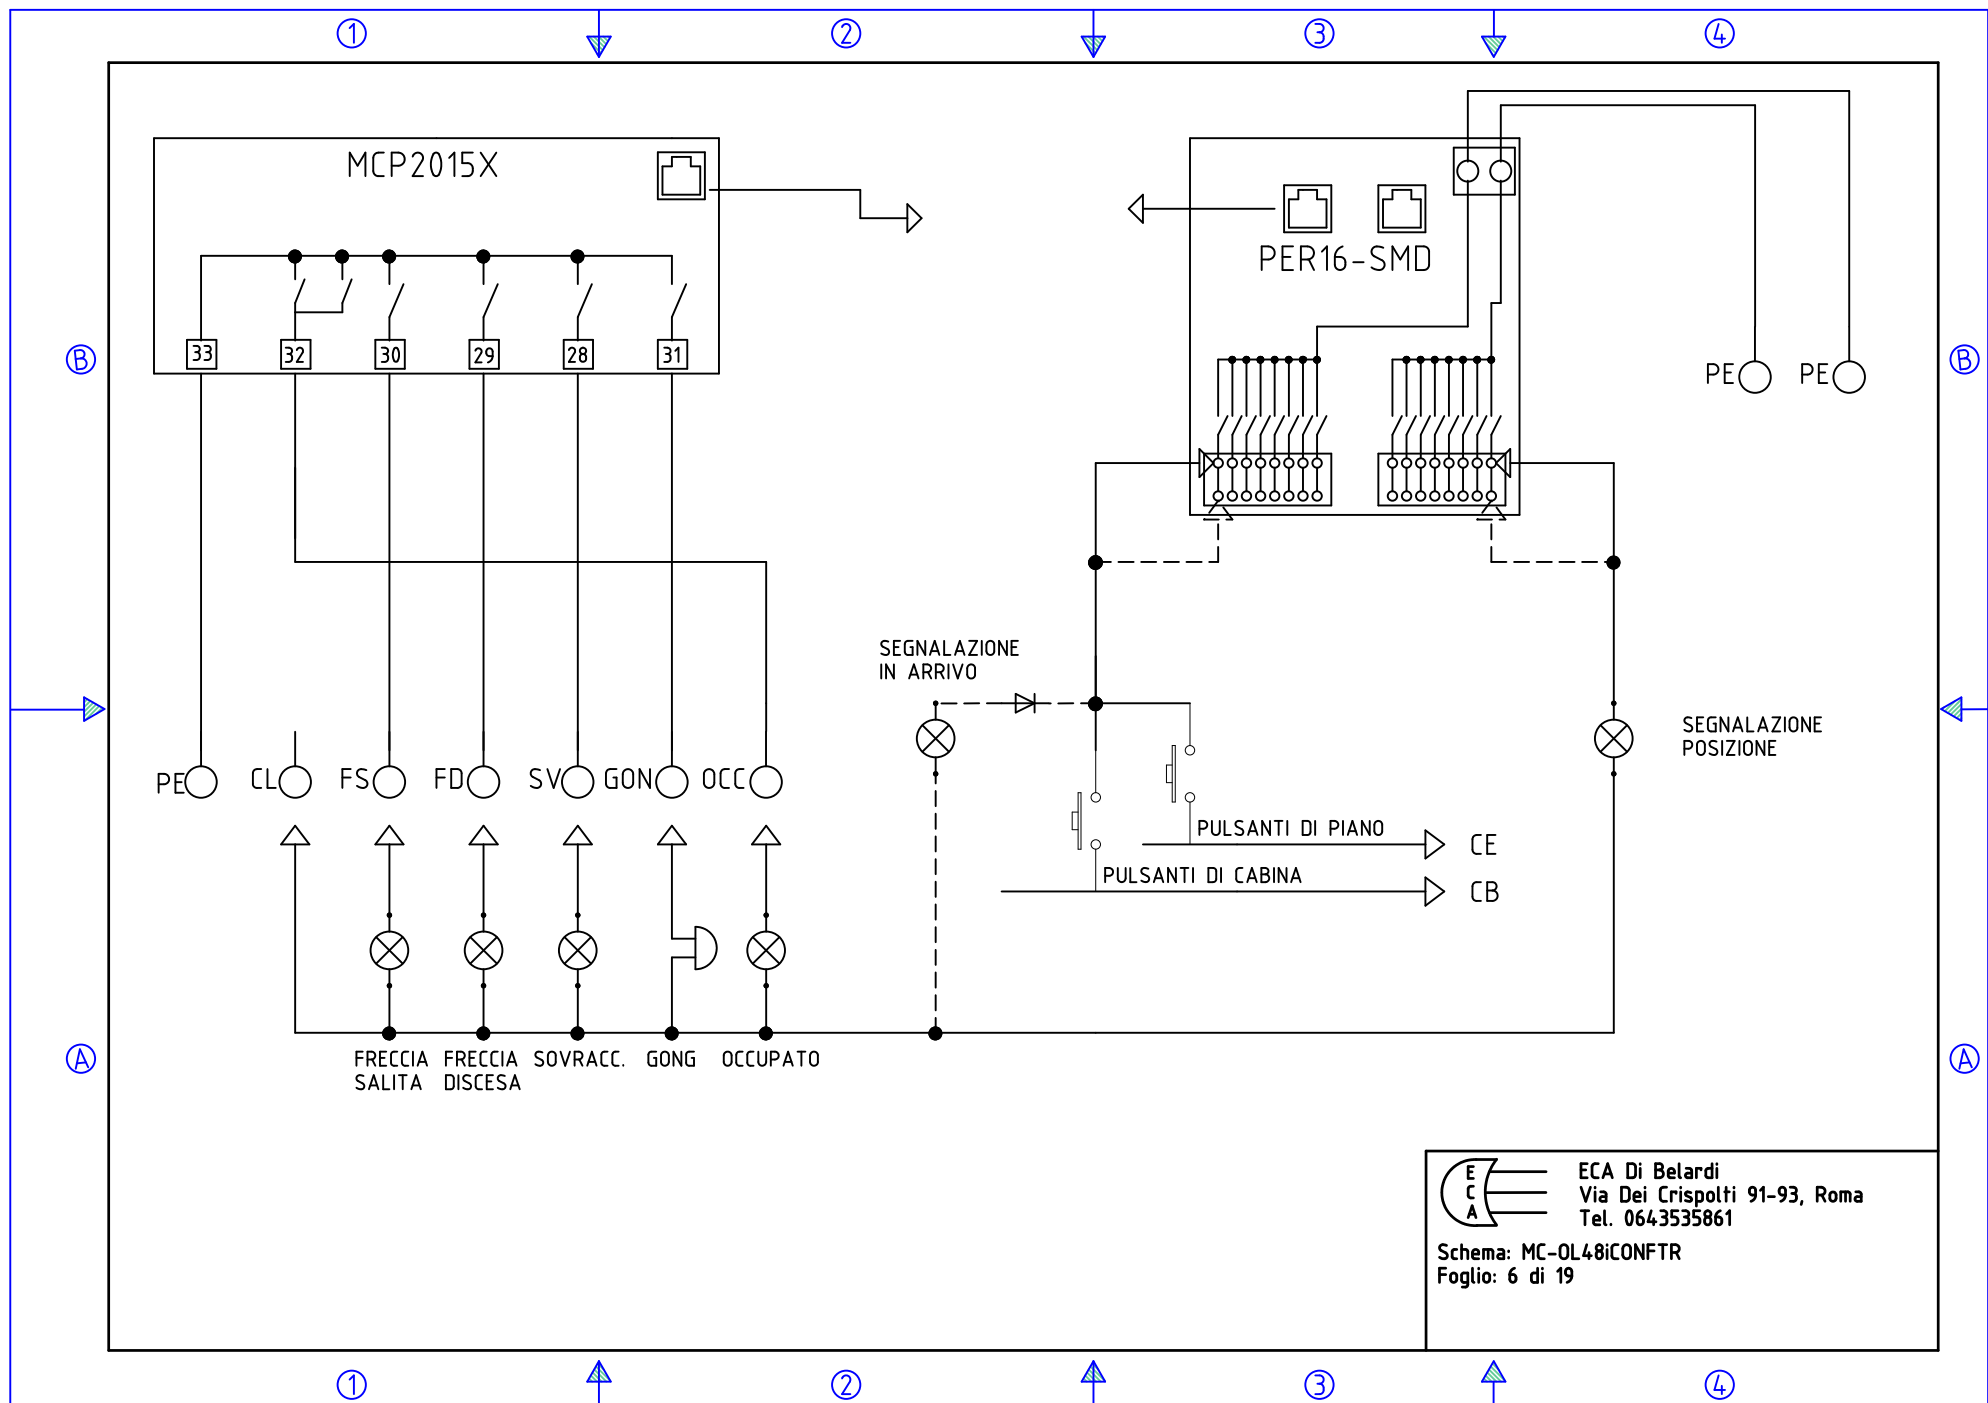 1 2 3 4
MCP2015X
PER16-SMD
33 32 30 29 28 31
B
B
PE PE
SEGNALAZIONE
IN ARRIVO
SEGNALAZIONE
POSIZIONE
PE CL FS FD SV GON OCC
PULSANTI DI PIANO
CE
PULSANTI DI CABINA
CB
A
A
FRECCIA
SALITA
FRECCIA
DISCESA
SOVRACC.
GONG
OCCUPATO
E
C
A
ECA Di Belardi
Via Dei Crispolti 91-93, Roma
Tel. 0643535861
Schema: MC-OL48iCONFTR
Foglio: 6 di 19
1 2 3 4